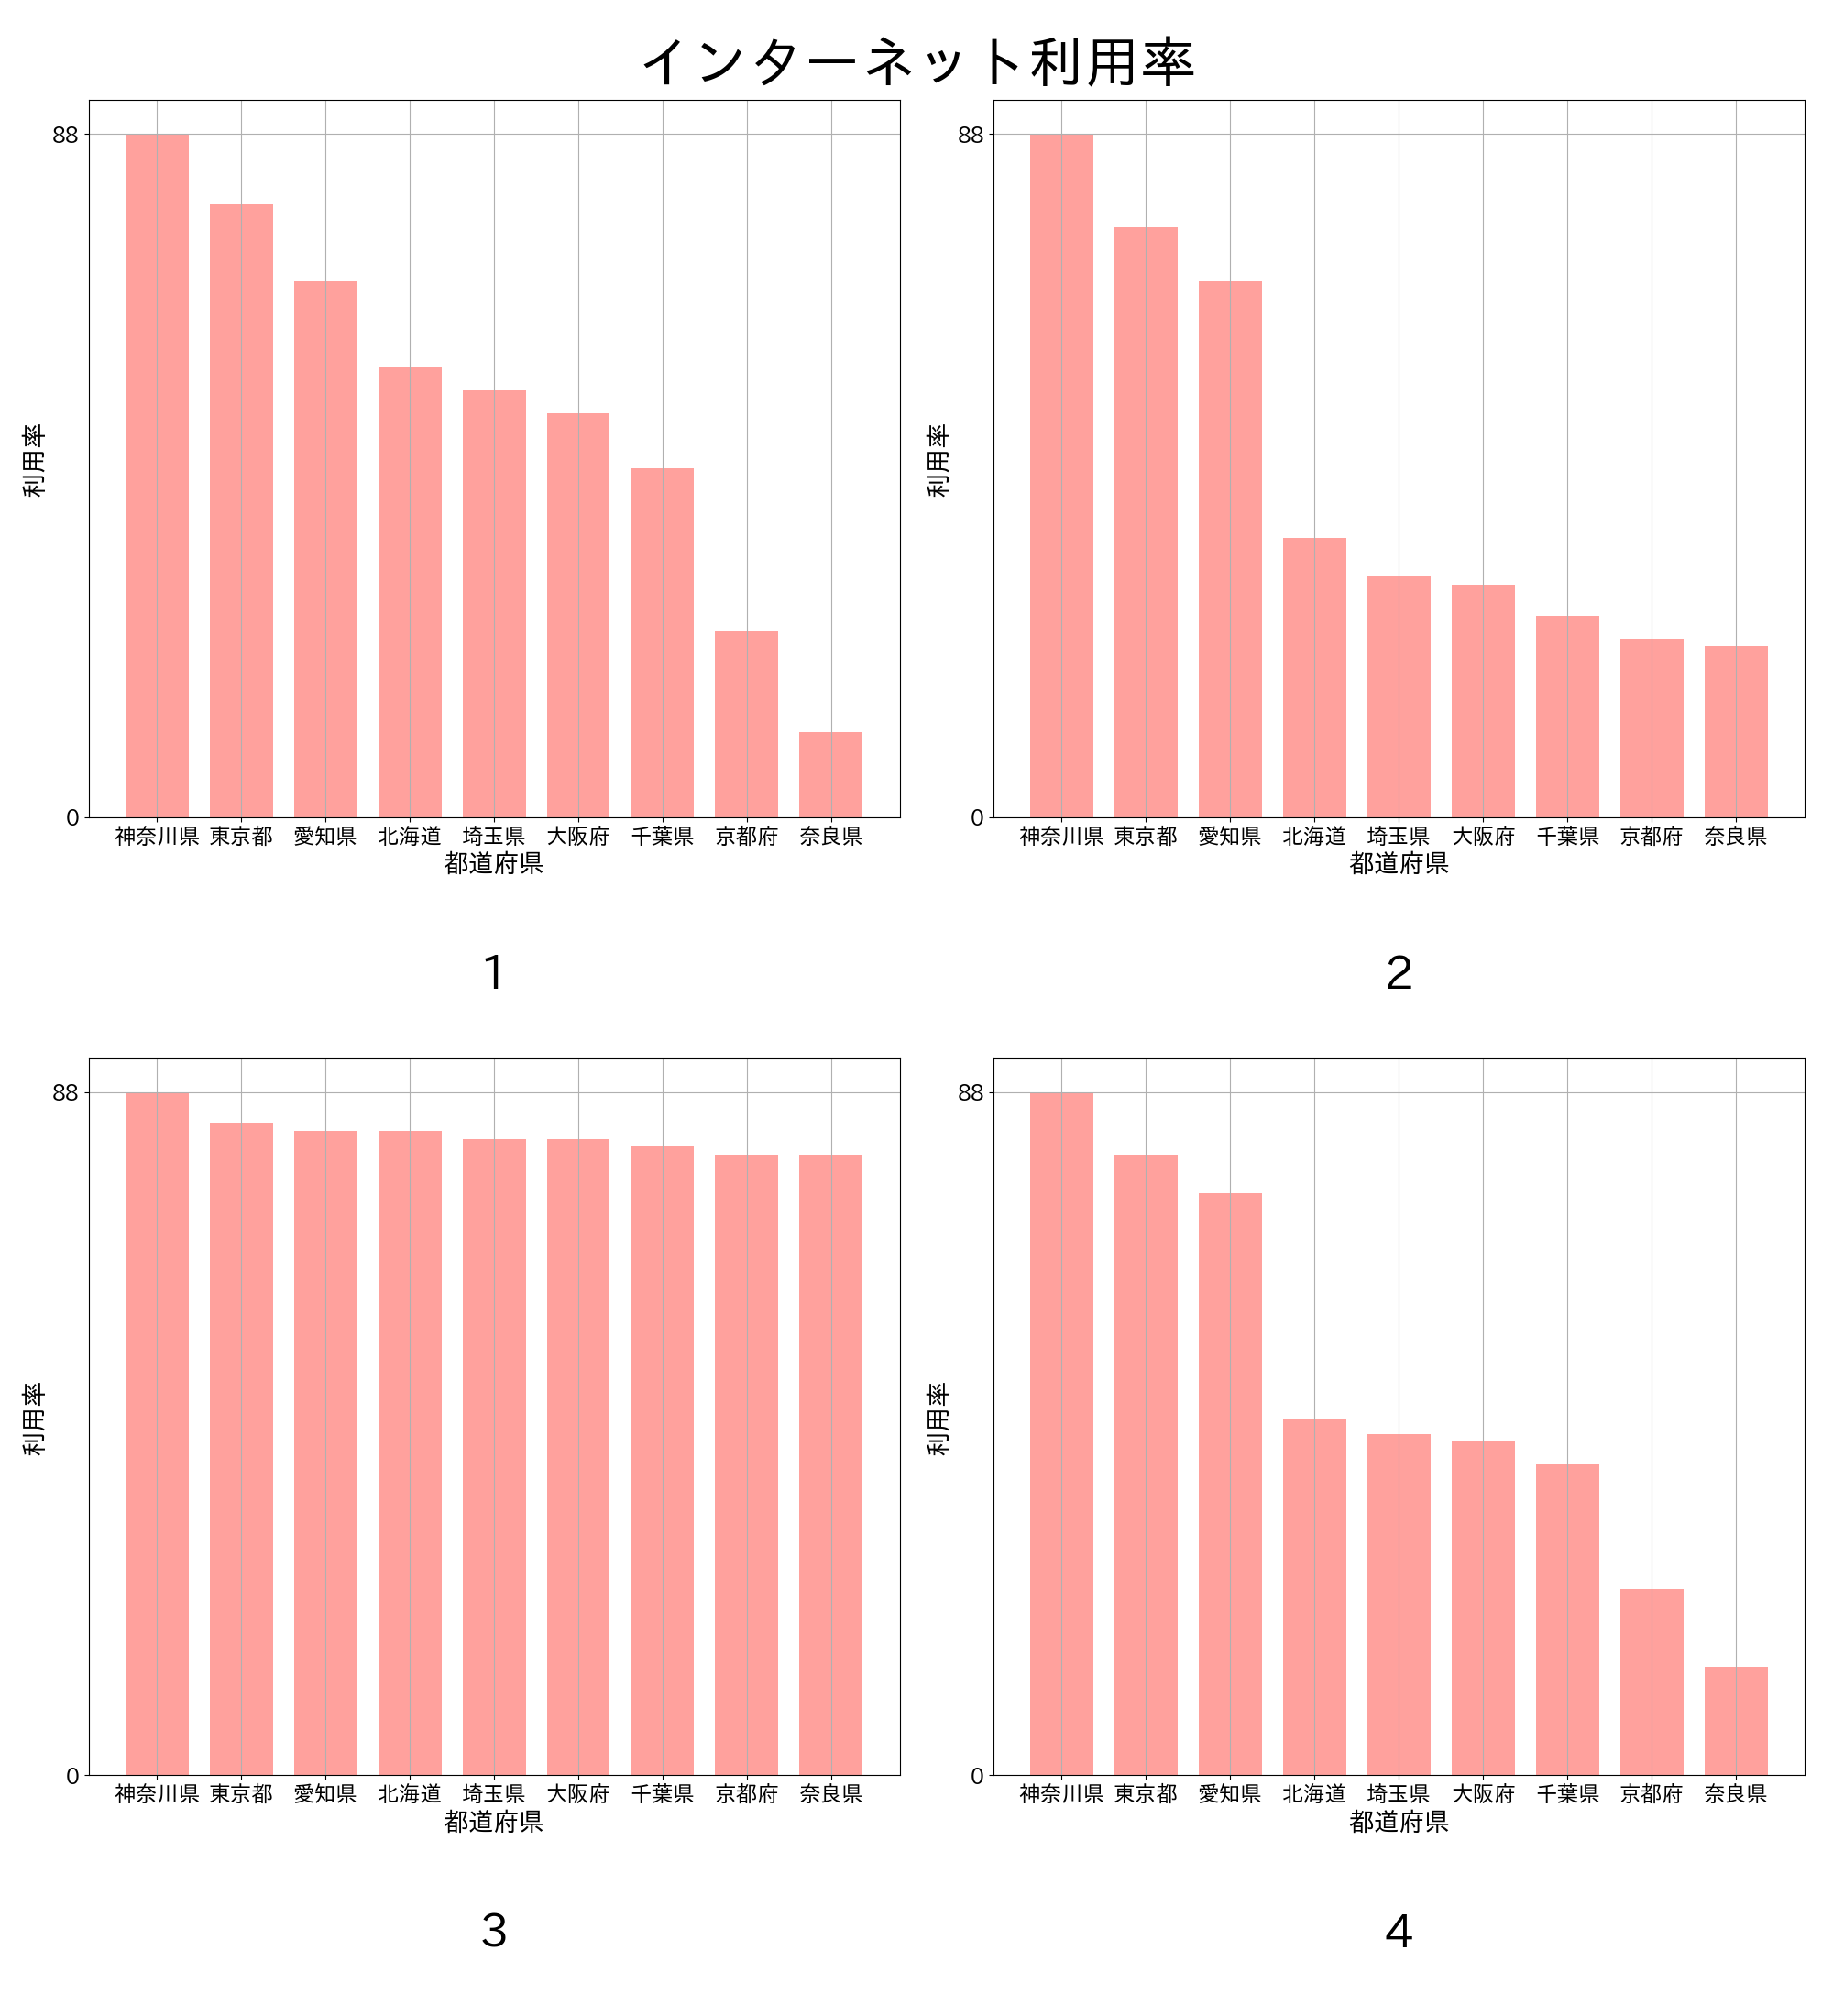 インターネット利用率
88
0
利用率
神奈川県 東京都 愛知県 北海道 埼玉県 大阪府 千葉県 京都府 奈良県
都道府県
1
88
0
利用率
神奈川県 東京都 愛知県 北海道 埼玉県 大阪府 千葉県 京都府 奈良県
都道府県
2
88
0
利用率
神奈川県 東京都 愛知県 北海道 埼玉県 大阪府 千葉県 京都府 奈良県
都道府県
3
88
0
利用率
神奈川県 東京都 愛知県 北海道 埼玉県 大阪府 千葉県 京都府 奈良県
都道府県
4